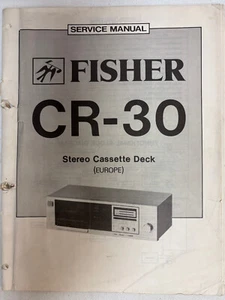 SERVICE MANUAL
FISHER
CR-30
Stereo Cassette Deck
(EUROPE)